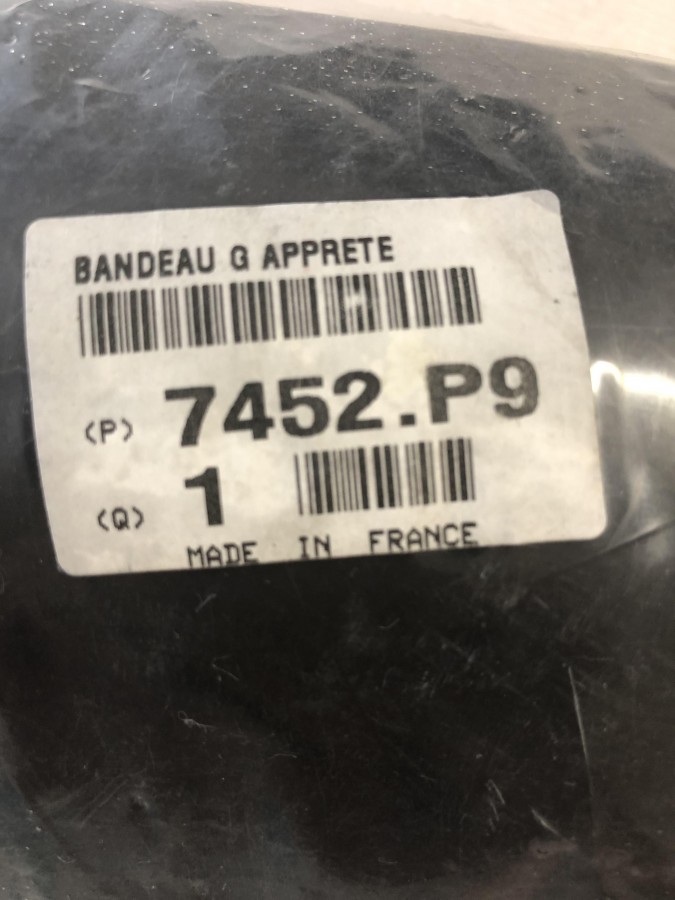 BANDEAU G APPRETE
(P) 7452.P9
(Q) 1
MADE IN FRANCE